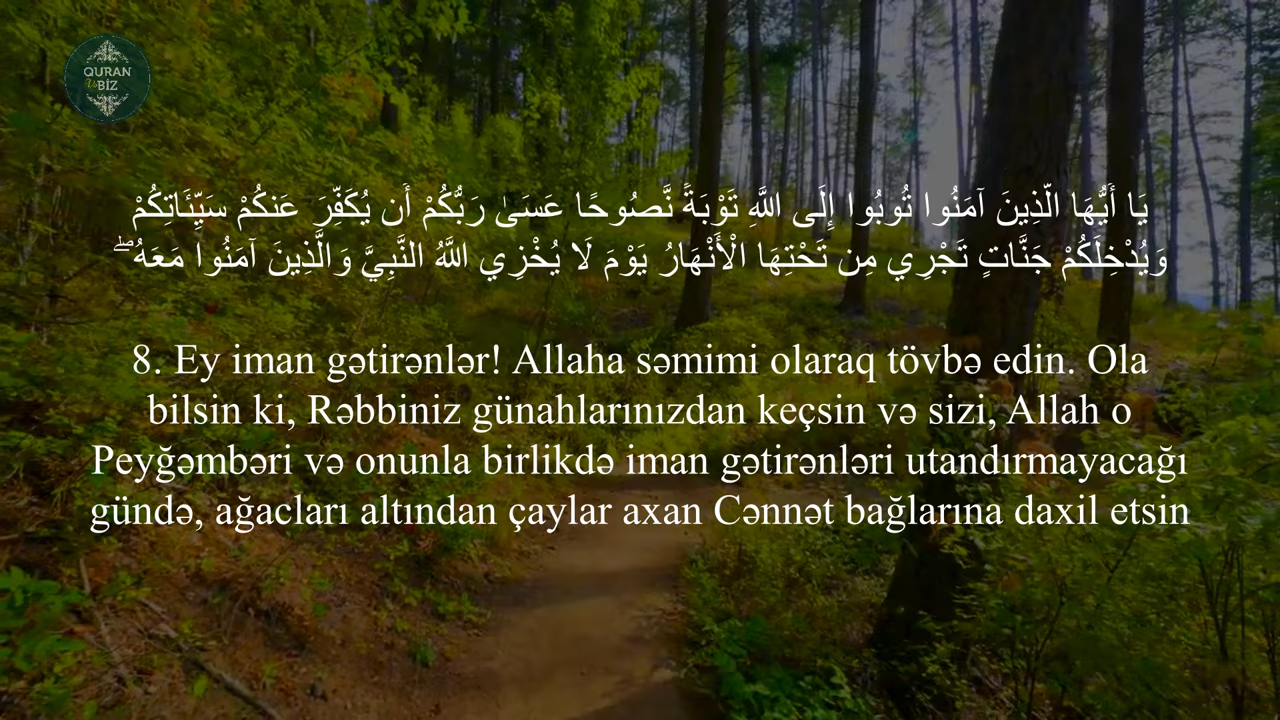 QURAN
Və BİZ
يَا أَيُّهَا الَّذِينَ آمَنُوا تُوبُوا إِلَى اللَّهِ تَوْبَةً نَّصُوحًا عَسَىٰ رَبُّكُمْ أَن يُكَفِّرَ عَنكُمْ سَيِّئَاتِكُمْ
وَيُدْخِلَكُمْ جَنَّاتٍ تَجْرِي مِن تَحْتِهَا الْأَنْهَارُ يَوْمَ لَا يُخْزِي اللَّهُ النَّبِيَّ وَالَّذِينَ آمَنُوا مَعَهُ ۖ
8. Ey iman gətirənlər! Allaha səmimi olaraq tövbə edin. Ola
bilsin ki, Rəbbiniz günahlarınızdan keçsin və sizi, Allah o
Peyğəmbəri və onunla birlikdə iman gətirənləri utandırmayacağı
gündə, ağacları altından çaylar axan Cənnət bağlarına daxil etsin